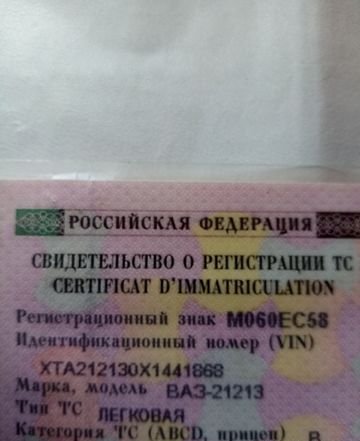 РОССИЙСКАЯ ФЕДЕРАЦИЯ
СВИДЕТЕЛЬСТВО О РЕГИСТРАЦИИ ТС
CERTIFICAT D'IMMATRICULATION
Регистрационный знак М060ЕС58
Идентификационный номер (VIN)
XTA212130X1441868
Марка, модель ВАЗ-21213
Тип ТС ЛЕГКОВАЯ
Категория ТС (ABCD, прицеп) B